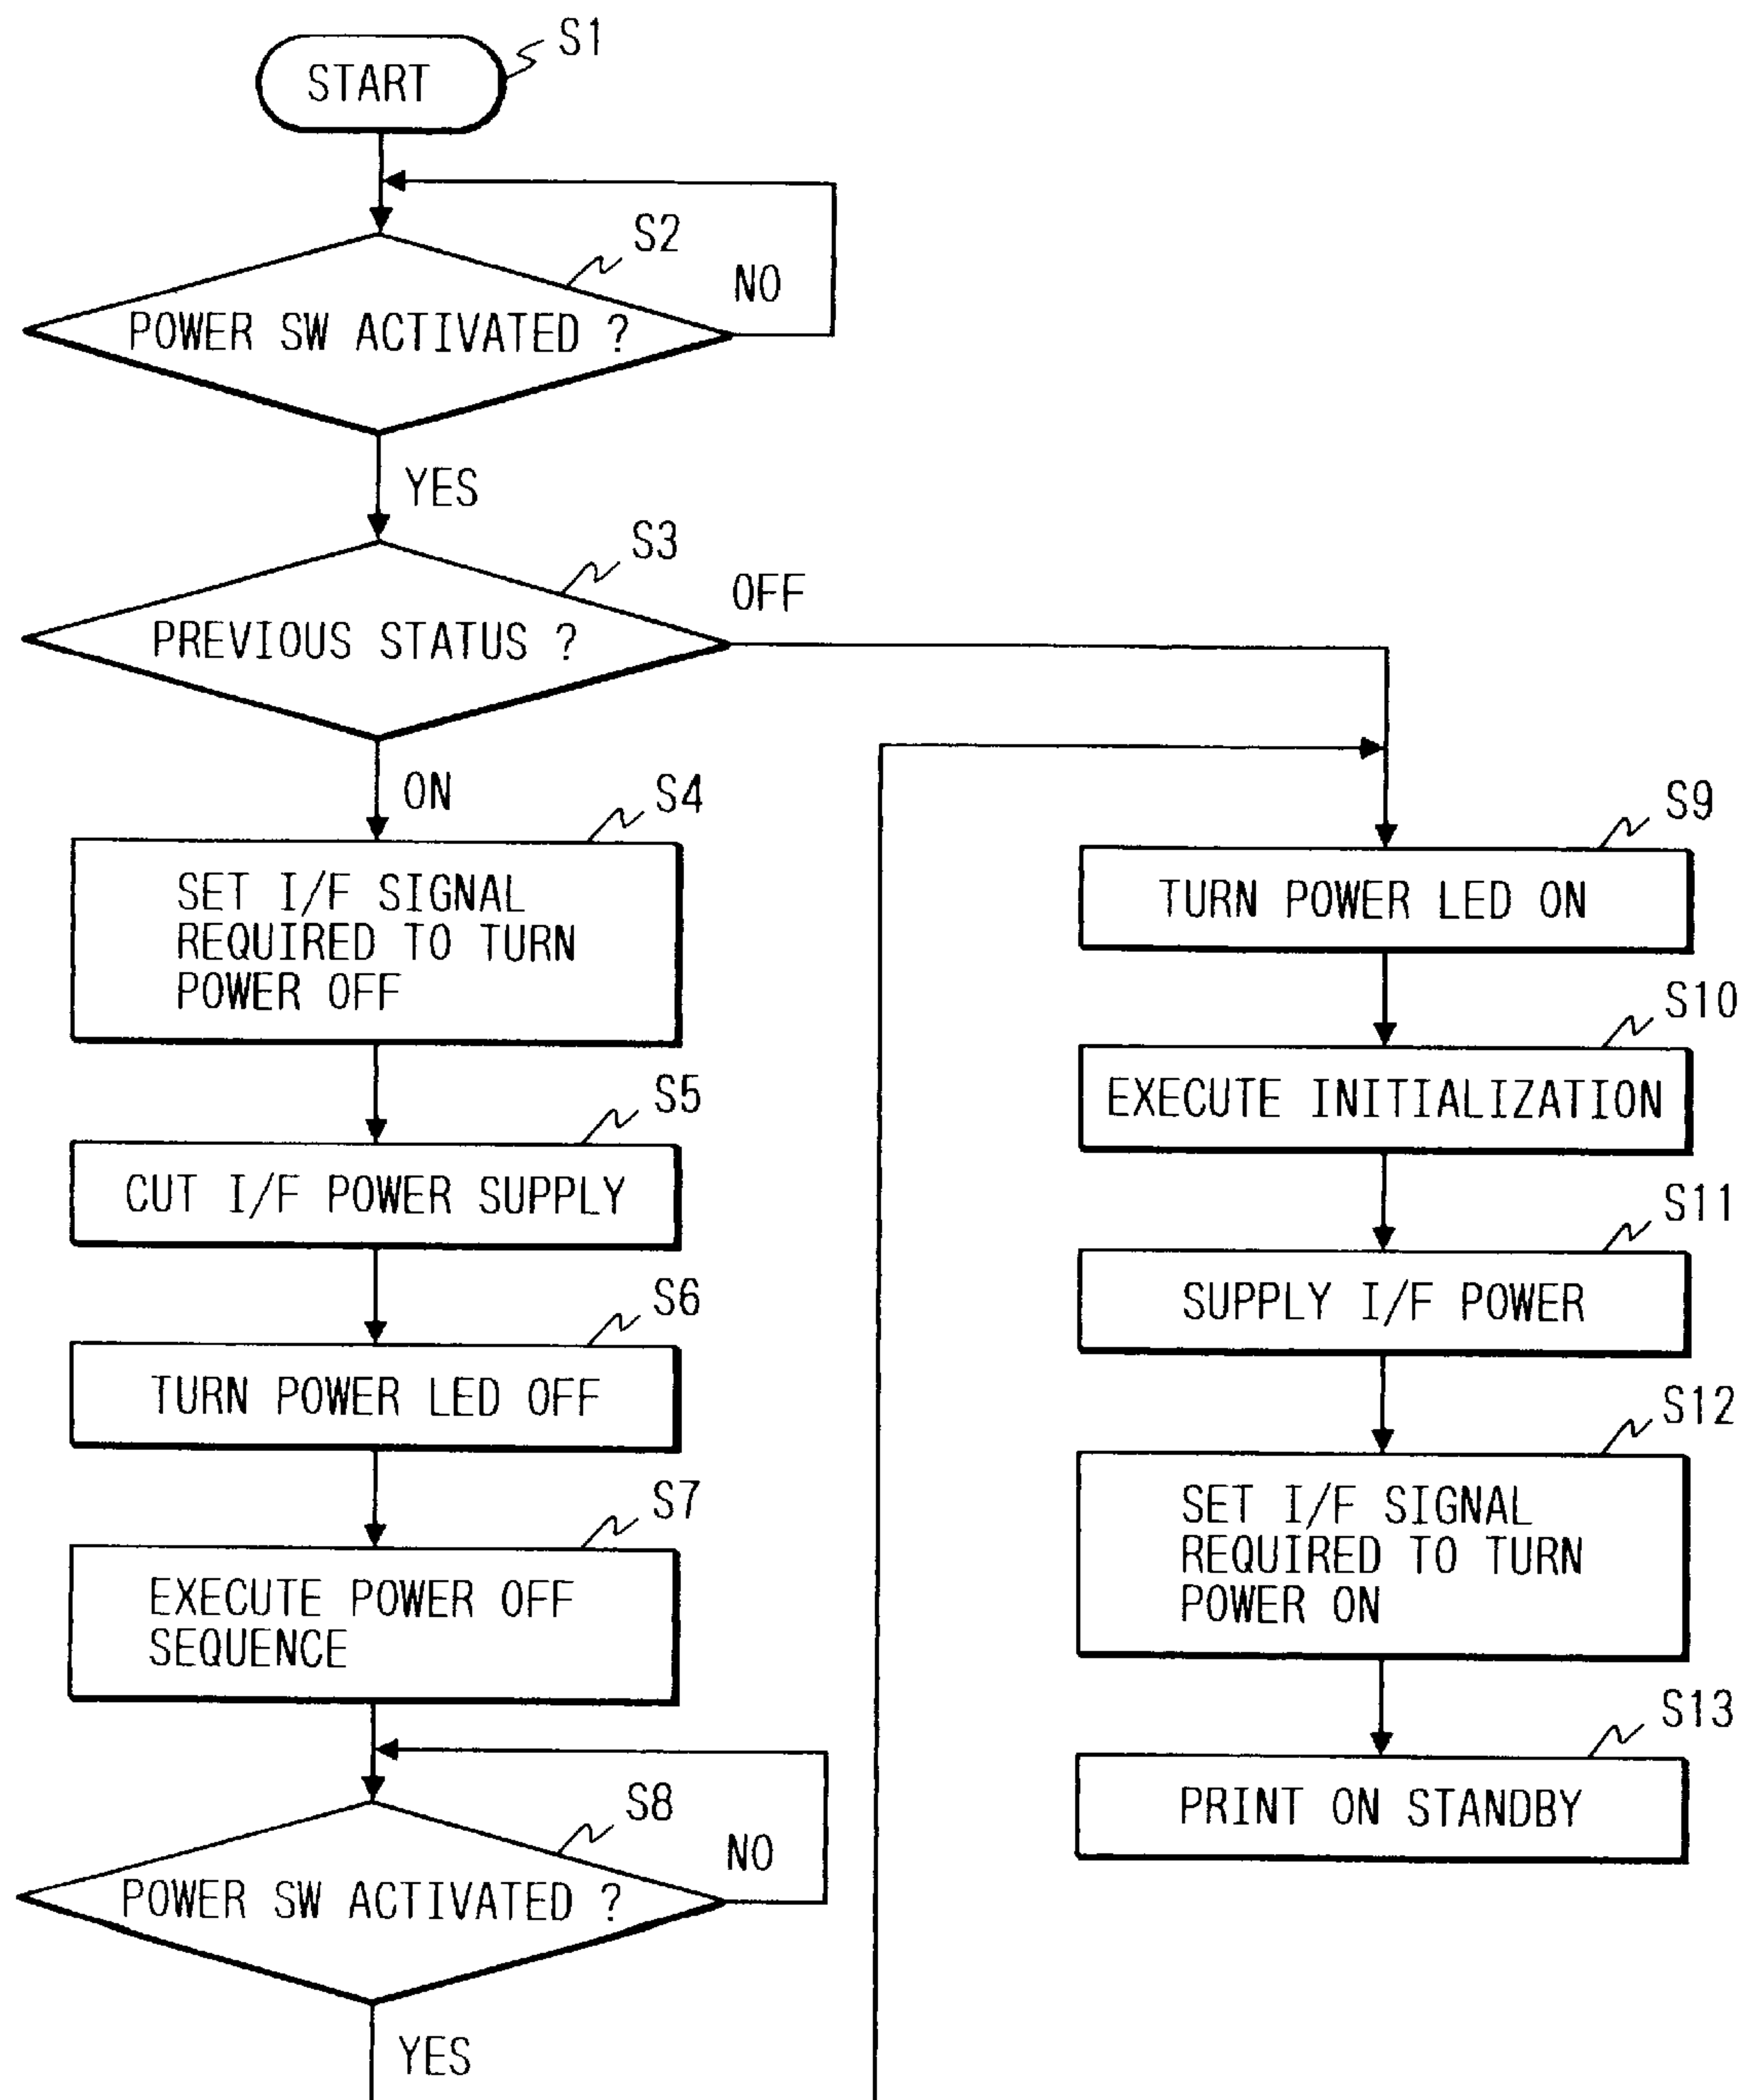 START
S1
S2
NO
POWER SW ACTIVATED ?
YES
S3
OFF
PREVIOUS STATUS ?
ON
S4
SET I/F SIGNAL
REQUIRED TO TURN
POWER OFF
S5
CUT I/F POWER SUPPLY
S6
TURN POWER LED OFF
S7
EXECUTE POWER OFF
SEQUENCE
S8
NO
POWER SW ACTIVATED ?
YES
S9
TURN POWER LED ON
S10
EXECUTE INITIALIZATION
S11
SUPPLY I/F POWER
S12
SET I/F SIGNAL
REQUIRED TO TURN
POWER ON
S13
PRINT ON STANDBY